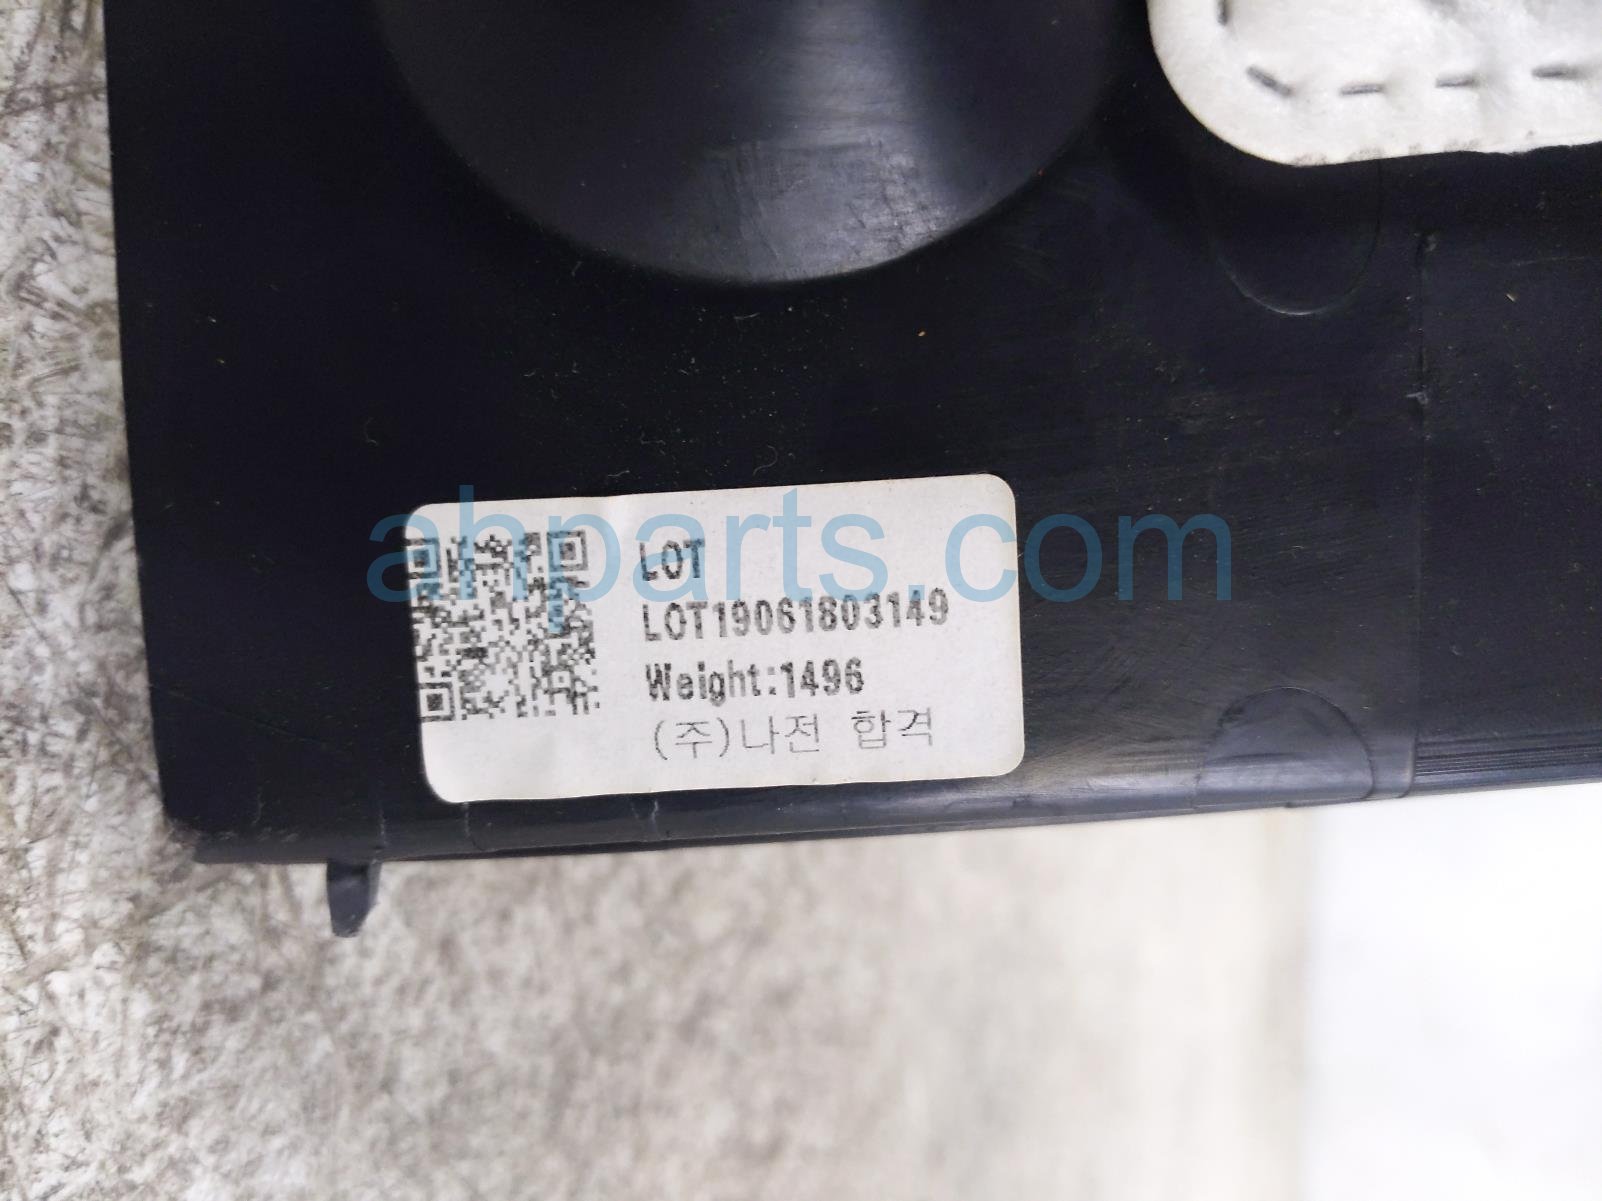 LOT
LOT19061803149
Weight:1496
(주)나전 합격
ahparts.com